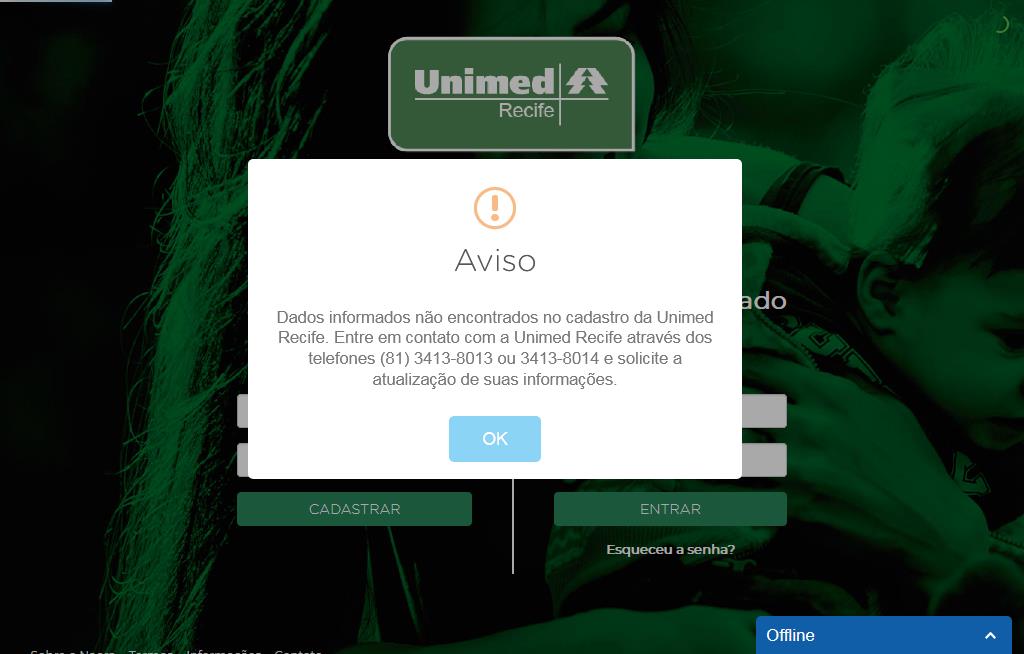 Unimed
Recife
Aviso
ado
Dados informados não encontrados no cadastro da Unimed
Recife. Entre em contato com a Unimed Recife através dos
telefones (81) 3413-8013 ou 3413-8014 e solicite a
atualização de suas informações.
OK
CADASTRAR
ENTRAR
Esqueceu a senha?
Offline